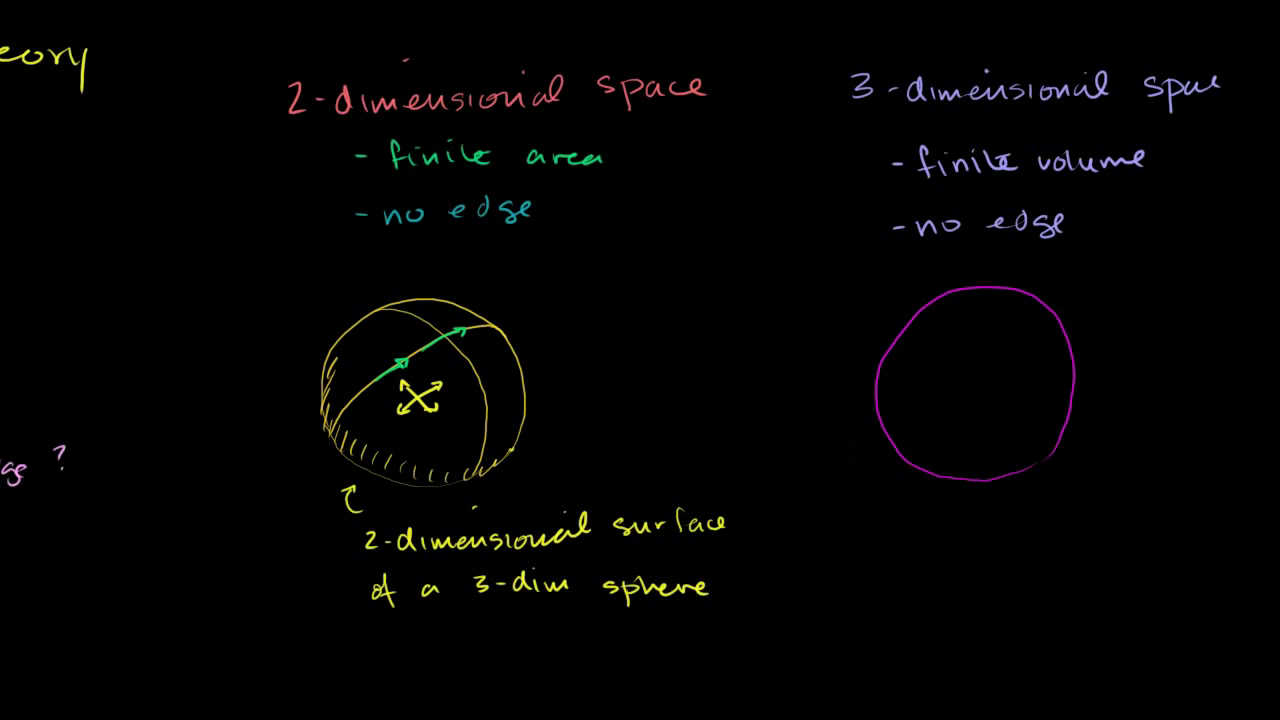 eory
2-dimensional space
- finite area
- no edge
3-dimensional space
- finite volume
- no edge
ge ?
2-dimensional surface
of a 3-dim sphere